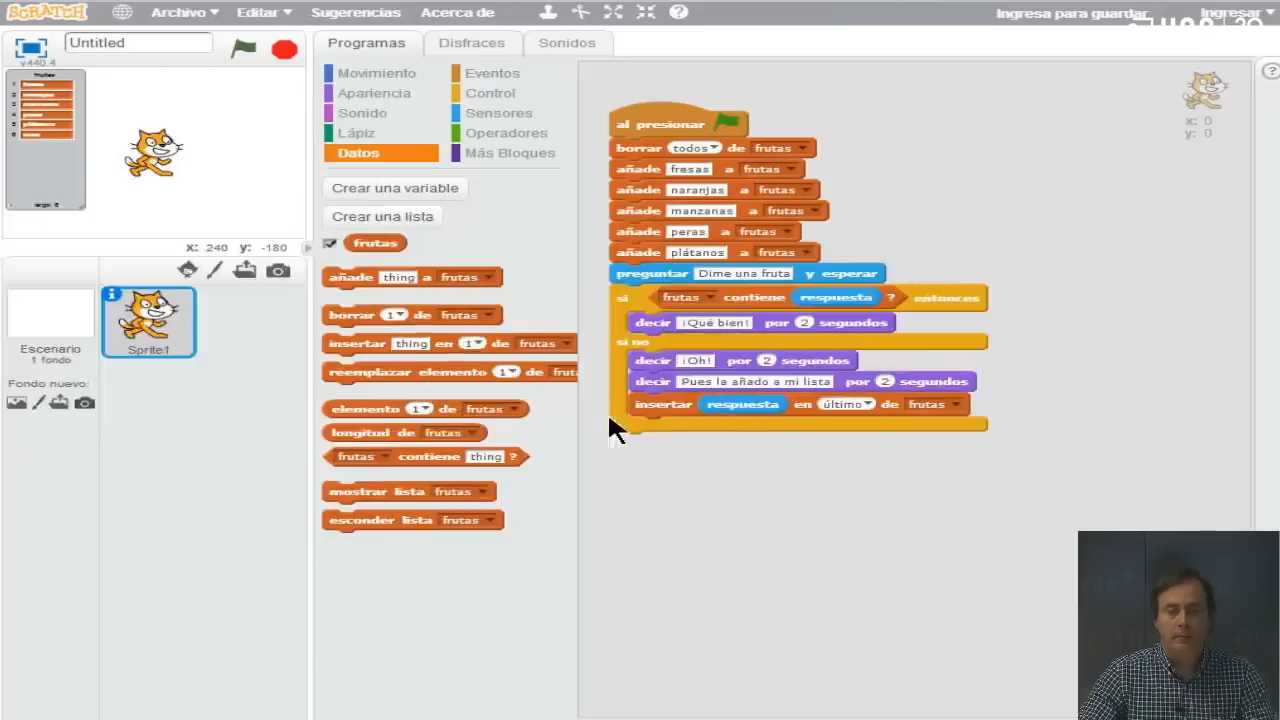 SCRATCH Archivo Editar Sugerencias Acerca de Ingresa para guardar Ingresar
Untitled
v440.4
frutas
Programas Disfraces Sonidos
Movimiento Eventos
Apariencia Control
Sonido Sensores
Lápiz Operadores
Datos Más Bloques
Crear una variable
Crear una lista
frutas
añade thing a frutas
borrar 1 de frutas
insertar thing en 1 de frutas
reemplazar elemento 1 de
elemento 1 de frutas
longitud de frutas
frutas contiene thing ?
mostrar lista frutas
esconder lista frutas
x: 240 y: -180
Escenario
1 fondo
Fondo nuevo:
Sprite1
al presionar
borrar todos de frutas
añade fresas a frutas
añade naranjas a frutas
añade manzanas a frutas
añade peras a frutas
añade plátanos a frutas
preguntar Dime una fruta y esperar
si frutas contiene respuesta ? entonces
decir ¡Qué bien! por 2 segundos
si no
decir ¡Oh! por 2 segundos
decir Pues la añado a mi lista por 2 segundos
insertar respuesta en último de frutas
x: 0
y: 0
?